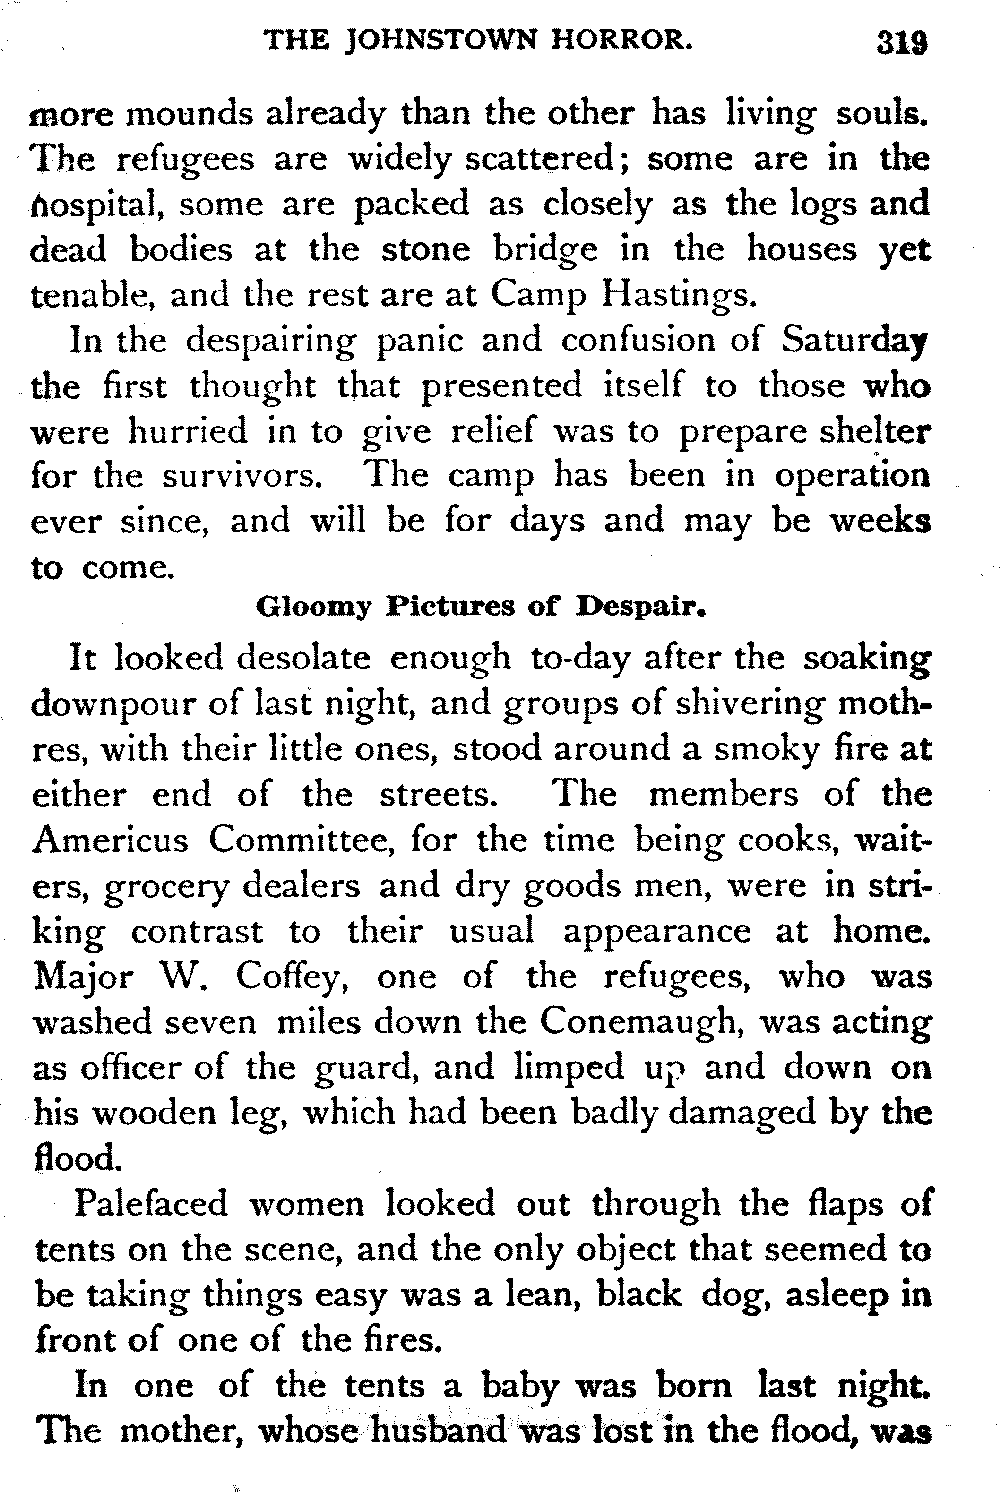 THE JOHNSTOWN HORROR. 319
more mounds already than the other has living souls.
The refugees are widely scattered; some are in the
hospital, some are packed as closely as the logs and
dead bodies at the stone bridge in the houses yet
tenable, and the rest are at Camp Hastings.
In the despairing panic and confusion of Saturday
the first thought that presented itself to those who
were hurried in to give relief was to prepare shelter
for the survivors. The camp has been in operation
ever since, and will be for days and may be weeks
to come.
Gloomy Pictures of Despair.
It looked desolate enough to-day after the soaking
downpour of last night, and groups of shivering moth-
res, with their little ones, stood around a smoky fire at
either end of the streets. The members of the
Americus Committee, for the time being cooks, wait-
ers, grocery dealers and dry goods men, were in stri-
king contrast to their usual appearance at home.
Major W. Coffey, one of the refugees, who was
washed seven miles down the Conemaugh, was acting
as officer of the guard, and limped up and down on
his wooden leg, which had been badly damaged by the
flood.
Palefaced women looked out through the flaps of
tents on the scene, and the only object that seemed to
be taking things easy was a lean, black dog, asleep in
front of one of the fires.
In one of the tents a baby was born last night.
The mother, whose husband was lost in the flood, was